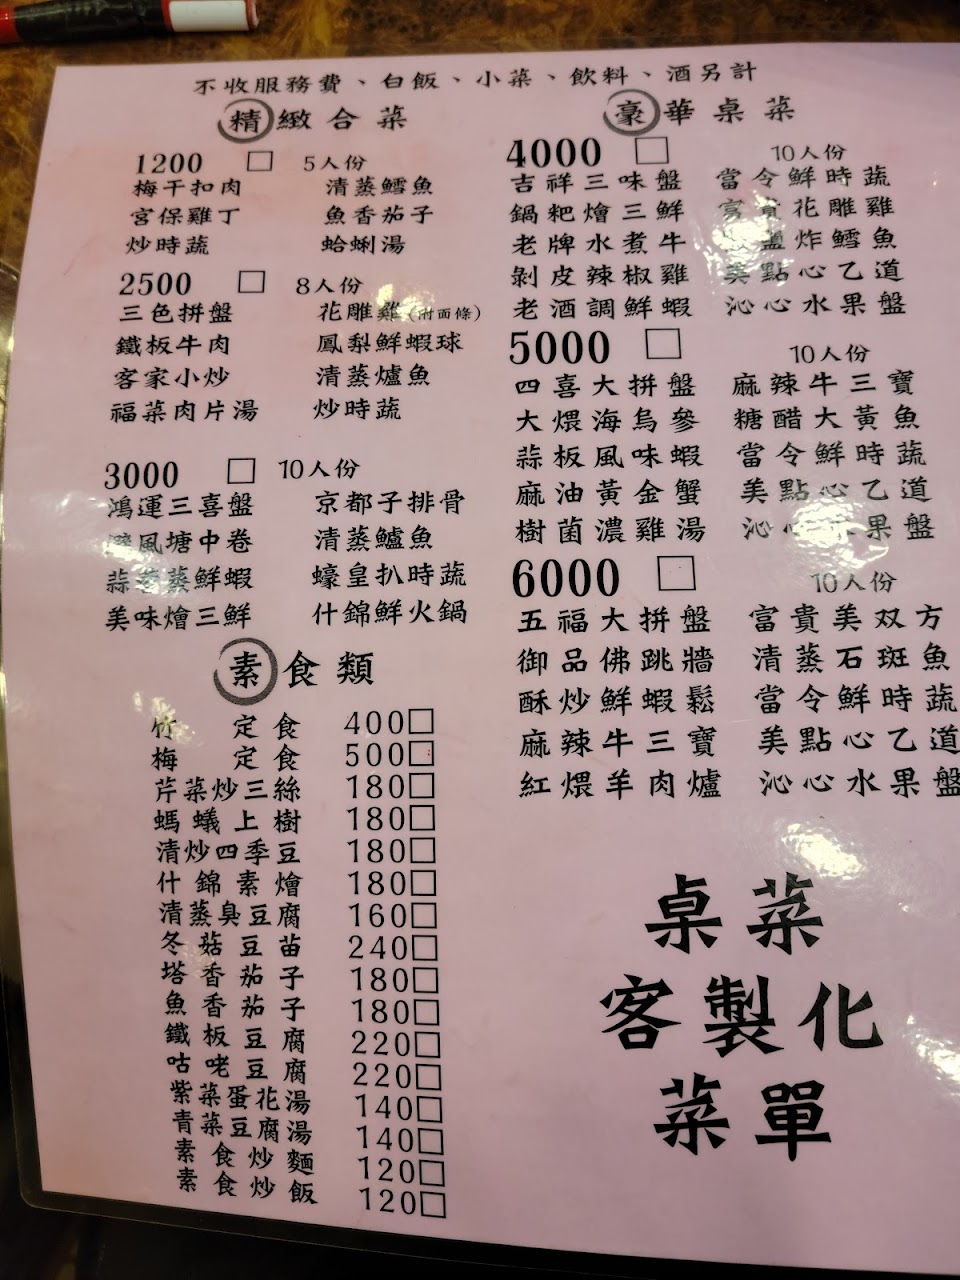 不收服務費、白飯、小菜、飲料、酒另計
精緻合菜
1200 □ 5人份
梅干扣肉 清蒸鱈魚
宮保雞丁 魚香茄子
炒時蔬 蛤蜊湯
2500 □ 8人份
三色拼盤 花雕雞(附面條)
鐵板牛肉 鳳梨鮮蝦球
客家小炒 清蒸爐魚
福菜肉片湯 炒時蔬
3000 □ 10人份
鴻運三喜盤 京都子排骨
風塘中卷 清蒸鱸魚
蒜蓉蒸鮮蝦 蠔皇扒時蔬
美味燴三鮮 什錦鮮火鍋
素食類
竹 定食 400□
梅 定食 500□
芹菜炒三絲 180□
螞蟻上樹 180□
清炒四季豆 180□
什錦素燴 180□
清蒸臭豆腐 160□
冬菇豆苗 240□
塔香茄子 180□
魚香茄子 180□
鐵板豆腐 220□
咕咾豆腐 220□
紫菜蛋花湯 140□
青菜豆腐湯 140□
素食炒麵 120□
素食炒飯 120□
豪華桌菜
4000 □ 10人份
吉祥三味盤 當令鮮時蔬
鍋粑燴三鮮 富貴花雕雞
老牌水煮牛 鹽炸鱈魚
剝皮辣椒雞 美點心乙道
老酒調鮮蝦 沁心水果盤
5000 □ 10人份
四喜大拼盤 麻辣牛三寶
大煨海烏參 糖醋大黃魚
蒜板風味蝦 當令鮮時蔬
麻油黃金蟹 美點心乙道
樹菌濃雞湯 沁心水果盤
6000 □ 10人份
五福大拼盤 富貴美双方
御品佛跳牆 清蒸石斑魚
酥炒鮮蝦鬆 當令鮮時蔬
麻辣牛三寶 美點心乙道
紅煨羊肉爐 沁心水果盤
桌菜
客製化
菜單